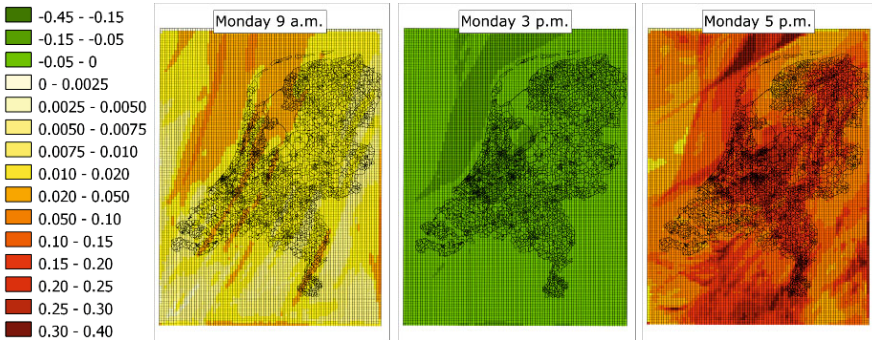 Monday 9 a.m.
Monday 3 p.m.
Monday 5 p.m.
-0.45 - -0.15
-0.15 - -0.05
-0.05 - 0
0 - 0.0025
0.0025 - 0.0050
0.0050 - 0.0075
0.0075 - 0.010
0.010 - 0.020
0.020 - 0.050
0.050 - 0.10
0.10 - 0.15
0.15 - 0.20
0.20 - 0.25
0.25 - 0.30
0.30 - 0.40